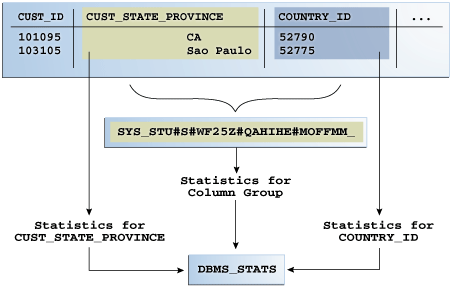 CUST_ID CUST_STATE_PROVINCE COUNTRY_ID ...
101095 CA 52790
103105 Sao Paulo 52775
SYS_STU#S#WF25Z#QAHIHE#MOFFMM_
Statistics for
Column Group
Statistics for
CUST_STATE_PROVINCE
Statistics for
COUNTRY_ID
DBMS_STATS